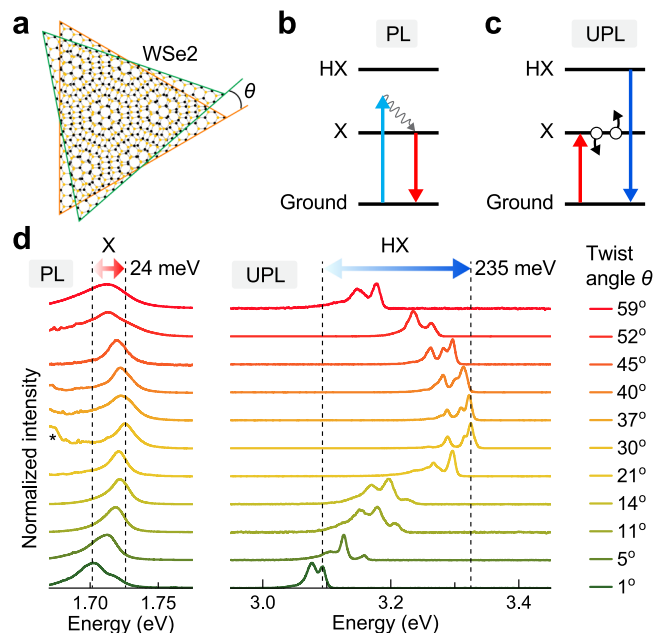 a
WSe2
θ
b
PL
HX
X
Ground
c
UPL
HX
X
Ground
d
PL
X
24 meV
UPL
HX
235 meV
Twist
angle θ
59°
52°
45°
40°
37°
30°
21°
14°
11°
5°
1°
*
Normalized intensity
1.70
1.75
Energy (eV)
3.0
3.2
3.4
Energy (eV)